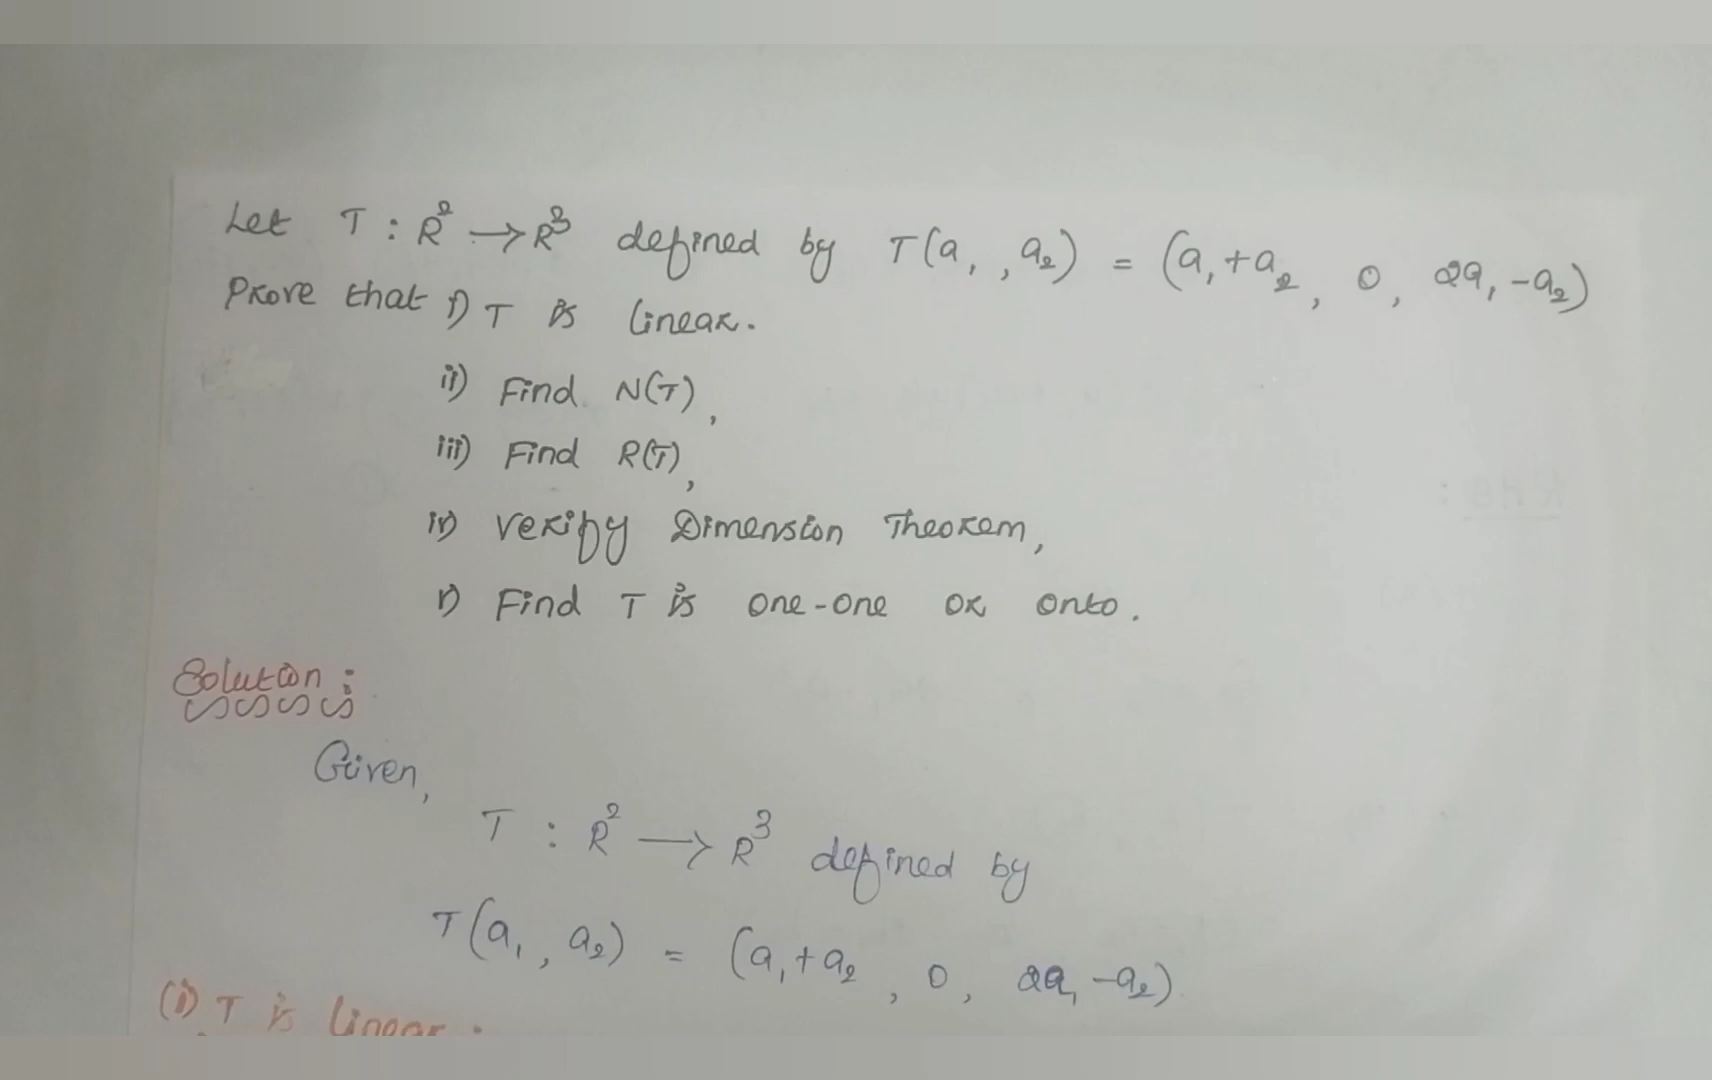 Let T : R² → R³ defined by T(a₁, a₂) = (a₁+a₂, 0, 2a₁-a₂)
Prove that i) T is linear.
ii) Find N(T),
iii) Find R(T),
iv) Verify Dimension Theorem,
v) Find T is one-one or onto.
Solution:
Given,
T : R² → R³ defined by
T(a₁, a₂) = (a₁+a₂, 0, 2a₁-a₂)
(i) T is linear.